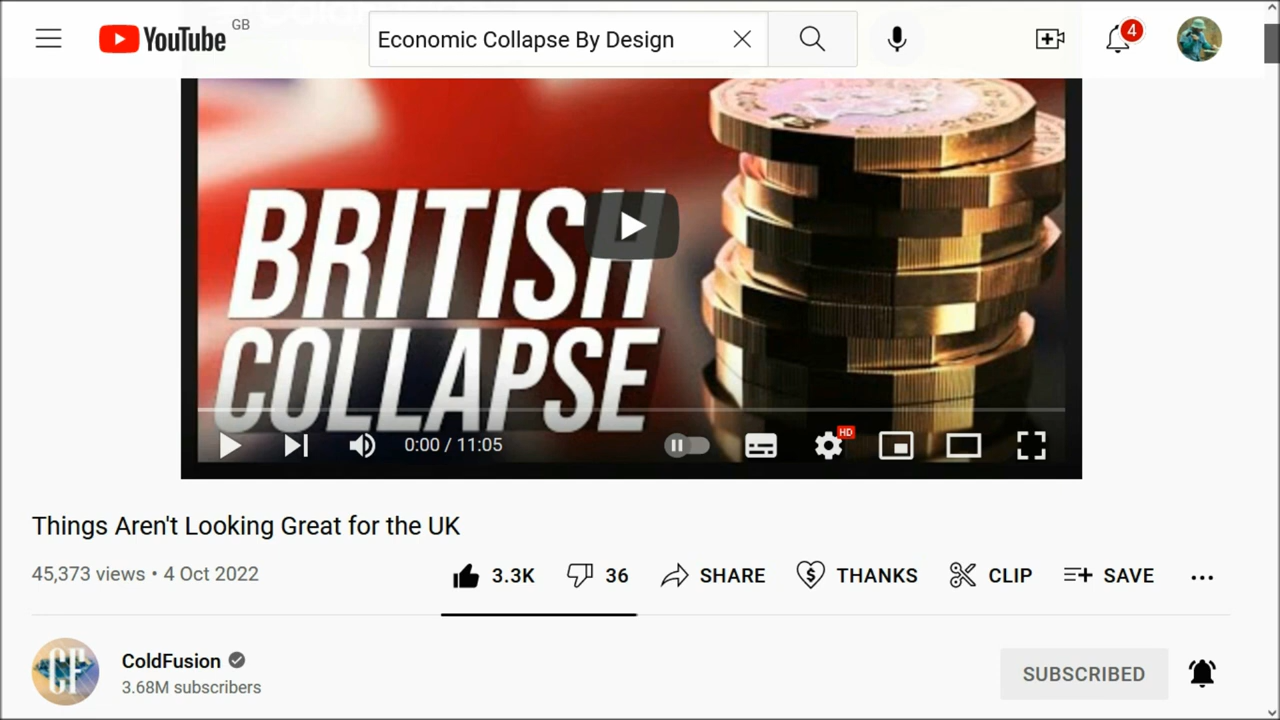 YouTube GB
Economic Collapse By Design
4
BRITISH
COLLAPSE
0:00 / 11:05
HD
Things Aren't Looking Great for the UK
45,373 views • 4 Oct 2022
3.3K
36
SHARE
THANKS
CLIP
SAVE
CF
ColdFusion
3.68M subscribers
SUBSCRIBED